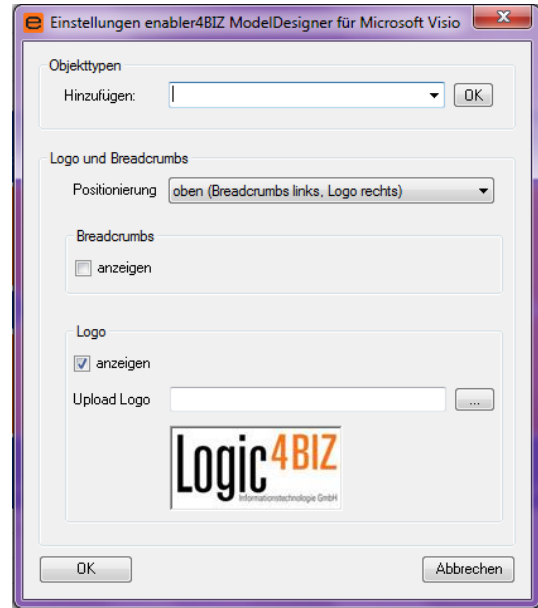 e Einstellungen enabler4BIZ ModelDesigner für Microsoft Visio x
Objekttypen
Hinzufügen: OK
Logo und Breadcrumbs
Positionierung oben (Breadcrumbs links, Logo rechts)
Breadcrumbs
anzeigen
Logo
anzeigen
Upload Logo ...
Logic4BIZ
Informationstechnologie GmbH
OK Abbrechen